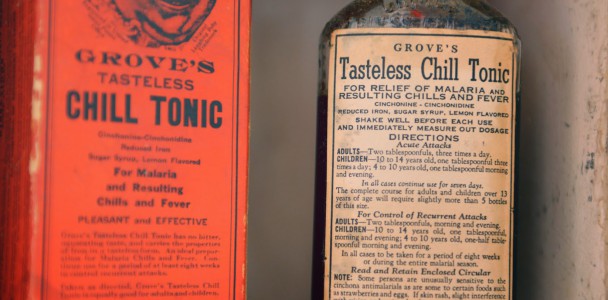 GROVE'S
TASTELESS
CHILL TONIC
Cinchonine-Cinchonidine
Reduced Iron
Sugar Syrup, Lemon Flavored
For Malaria
and Resulting
Chills and Fever
PLEASANT and EFFECTIVE
Grove's Tasteless Chill Tonic has no bitter,
GROVE'S
Tasteless Chill Tonic
FOR RELIEF OF MALARIA AND
RESULTING CHILLS AND FEVER
CINCHONINE - CINCHONIDINE
REDUCED IRON, SUGAR SYRUP, LEMON FLAVORED
SHAKE WELL BEFORE EACH USE
AND IMMEDIATELY MEASURE OUT DOSAGE
DIRECTIONS
Acute Attacks
ADULTS—Two tablespoonfuls, three times a day.
CHILDREN—10 to 14 years old, one tablespoonful three
times a day; 4 to 10 years old, one tablespoonful morning
and evening.
In all cases continue use for seven days.
The complete course for adults and children over 13
years of age will require slightly more than 5 bottles
of this size.
For Control of Recurrent Attacks
ADULTS—Two tablespoonfuls, morning and evening.
CHILDREN—10 to 14 years old, one tablespoonful,
morning and evening; 4 to 10 years old, one-half table-
spoonful morning and evening.
In all cases to be taken for a period of eight weeks
or during the entire malarial season.
Read and Retain Enclosed Circular
NOTE: Some persons are unusually sensitive to the
cinchona antimalarials as are some to certain foods such
as strawberries and eggs. If skin rash, slight interference